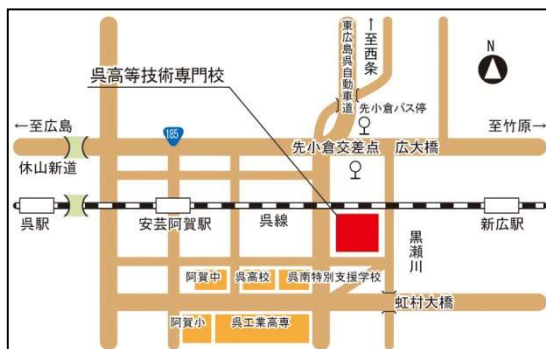 東広島呉自動車道
→至西条
N
呉高等技術専門校
先小倉バス停
←至広島
185
至竹原→
先小倉交差点
広大橋
休山新道
呉駅
安芸阿賀駅
呉線
新広駅
黒瀬川
阿賀中
呉高校
呉南特別支援学校
虹村大橋
阿賀小
呉工業高専